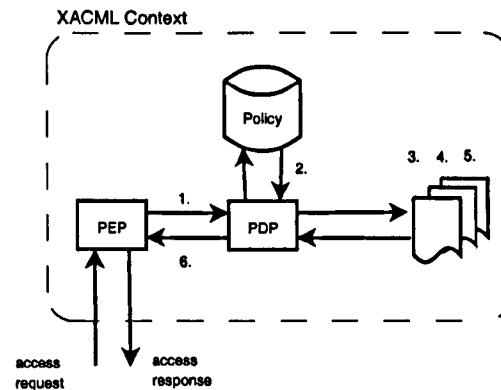 XACML Context
Policy
2.
3. 4. 5.
1.
PEP
PDP
6.
access
request
access
response